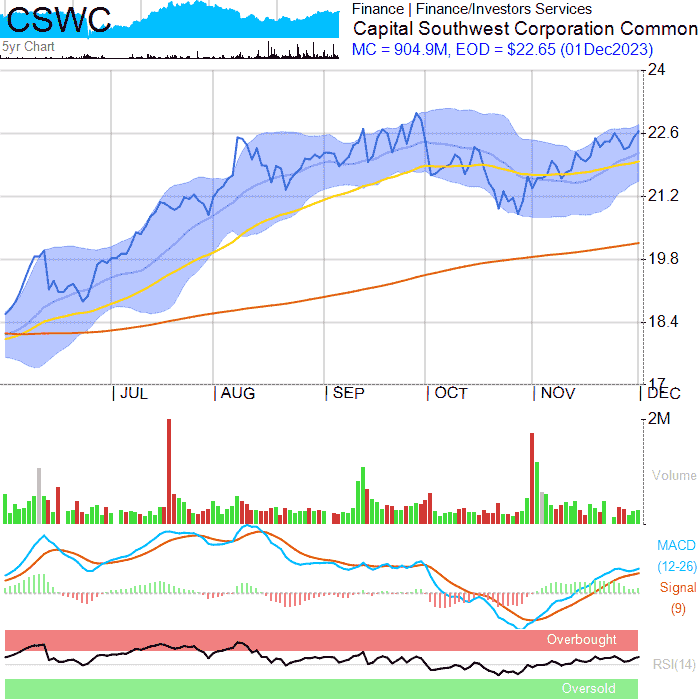 CSWC
5yr Chart
Finance | Finance/Investors Services
Capital Southwest Corporation Common
MC = 904.9M, EOD = $22.65 (01Dec2023)
24
22.6
21.2
19.8
18.4
17
JUL AUG SEP OCT NOV DEC
2M
Volume
MACD
(12-26)
Signal
(9)
Overbought
RSI(14)
Oversold